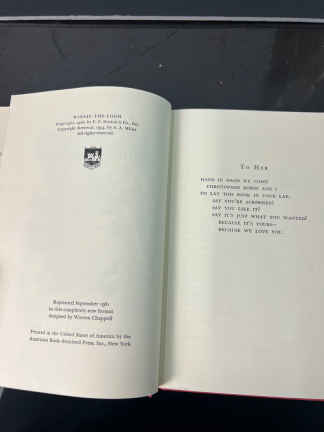 WINNIE-THE-POOH
Copyright, 1926, by E. P. Dutton & Co., Inc.
Copyright Renewal, 1954, by A. A. Milne
All rights reserved.
Reprinted September 1961
in this completely new format
designed by Warren Chappell
Printed in the United States of America by the
American Book-Stratford Press, Inc., New York
To Her
HAND IN HAND WE COME
CHRISTOPHER ROBIN AND I
TO LAY THIS BOOK IN YOUR LAP.
SAY YOU'RE SURPRISED?
SAY YOU LIKE IT?
SAY IT'S JUST WHAT YOU WANTED?
BECAUSE IT'S YOURS—
BECAUSE WE LOVE YOU.